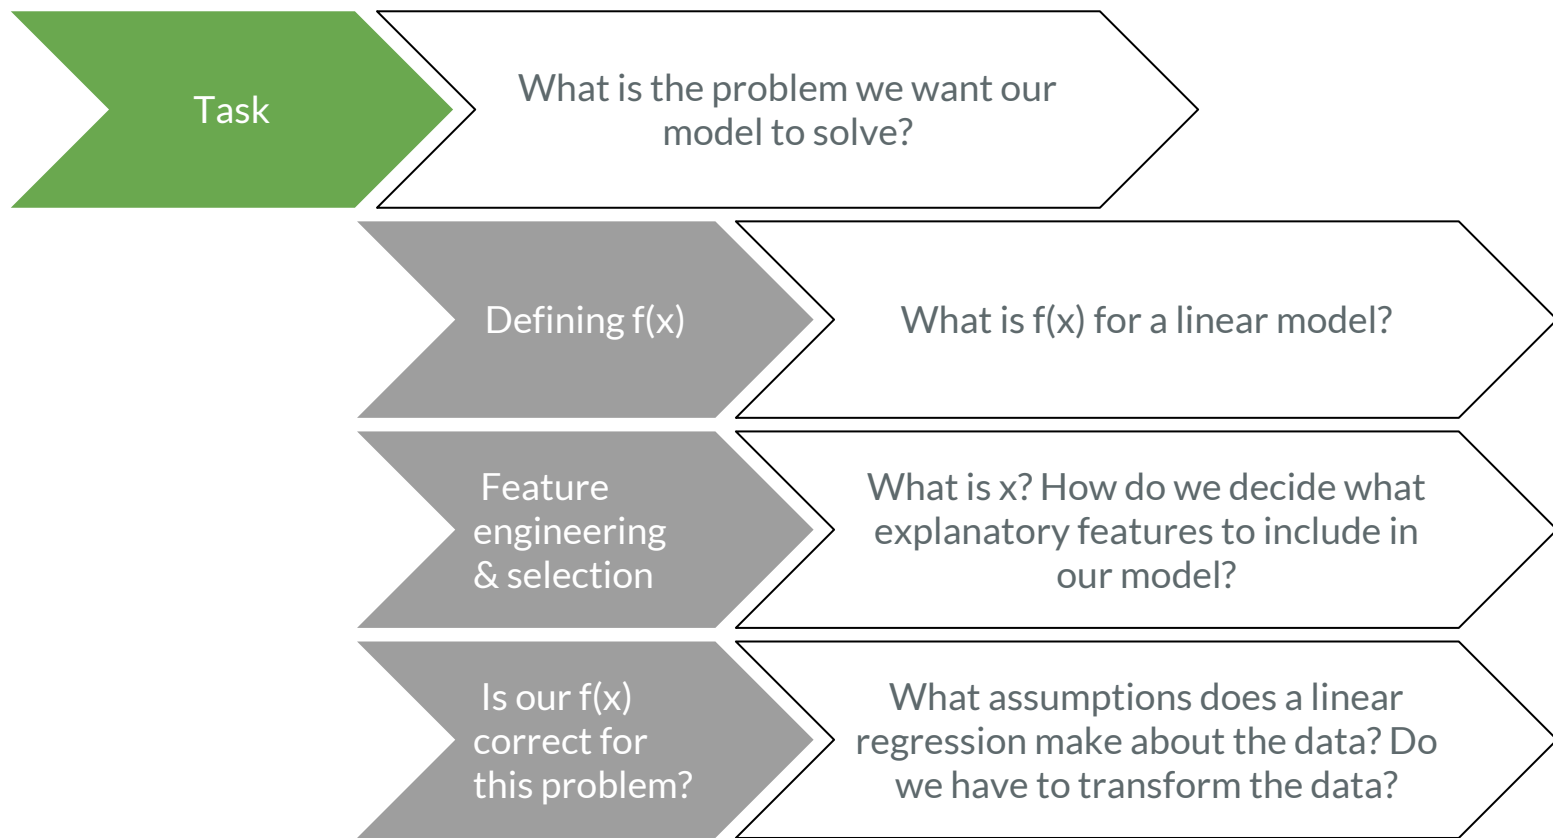 Task
What is the problem we want our
model to solve?
Defining f(x)
What is f(x) for a linear model?
Feature
engineering
& selection
What is x? How do we decide what
explanatory features to include in
our model?
Is our f(x)
correct for
this problem?
What assumptions does a linear
regression make about the data? Do
we have to transform the data?